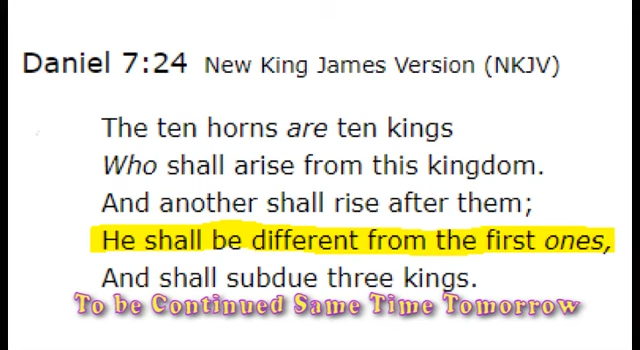 Daniel 7:24 New King James Version (NKJV)
The ten horns are ten kings
Who shall arise from this kingdom.
And another shall rise after them;
He shall be different from the first ones,
And shall subdue three kings.
To be Continued Same Time Tomorrow